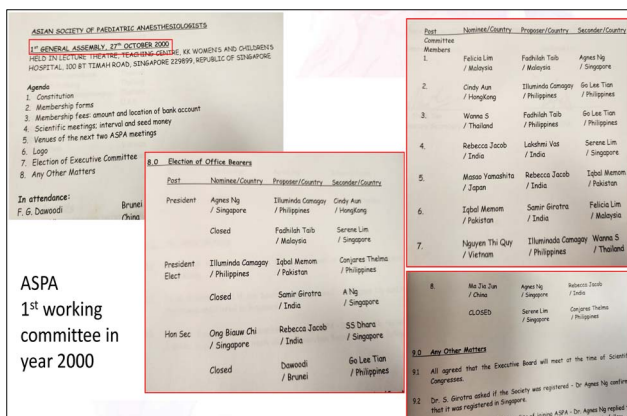 ASIAN SOCIETY OF PAEDIATRIC ANAESTHESIOLOGISTS
1st GENERAL ASSEMBLY, 27th OCTOBER 2000
HELD IN LECTURE THEATRE, TEACHING CENTRE, KK WOMEN'S AND CHILDREN'S
HOSPITAL, 100 BT TIMAH ROAD, SINGAPORE 229899, REPUBLIC OF SINGAPORE
Agenda
1. Constitution
2. Membership forms
3. Membership fees: amount and location of bank account
4. Scientific meetings; interval and seed money
5. Venues of the next two ASPA meetings
6. Logo
7. Election of Executive Committee
8. Any Other Matters
In attendance:
F. G. Dawoodi Brunei
China
ASPA
1st working
committee in
year 2000
8.0 Election of Office Bearers
Post Nominee/Country Proposer/Country Seconder/Country
President Agnes Ng Illuminda Camagay Cindy Aun
/ Singapore / Philippines / HongKong
Closed Fadhilah Taib Serene Lim
/ Malaysia / Singapore
President Illuminda Camagay Iqbal Memom Conjares Thelma
Elect / Philippines / Pakistan / Philippines
Closed Samir Girotra A Ng
/ India / Singapore
Hon Sec Ong Biauw Chi Rebecca Jacob SS Dhara
/ Singapore / India / Singapore
Closed Dawoodi Go Lee Tian
/ Brunei / Philippines
Post Nominee/Country Proposer/Country Seconder/Country
Committee
Members
1. Felicia Lim Fadhilah Taib Agnes Ng
/ Malaysia / Malaysia / Singapore
2. Cindy Aun Illuminda Camagay Go Lee Tian
/ HongKong / Philippines / Philippines
3. Wanna S Fadhilah Taib Go Lee Tian
/ Thailand / Malaysia / Philippines
4. Rebecca Jacob Lakshmi Vas Serene Lim
/ India / India / Singapore
5. Masao Yamashita Rebecca Jacob Iqbal Memom
/ Japan / India / Pakistan
6. Iqbal Memom Samir Girotra Felicia Lim
/ Pakistan / India / Malaysia
7. Nguyen Thi Quy Illuminada Camagay Wanna S
/ Vietnam / Philippines / Thailand
8. Ma Jia Jun Agnes Ng Rebecca Jacob
/ China / Singapore / India
CLOSED Serene Lim Conjares Thelma
/ Singapore / Philippines
9.0 Any Other Matters
9.1 All agreed that the Executive Board will meet at the time of Scientif
Congresses.
9.2 Dr. S. Girotra asked if the Society was registered - Dr Agnes Ng confirme
that it was registered in Singapore.
ASPA - Dr. Agnes Ng replied t